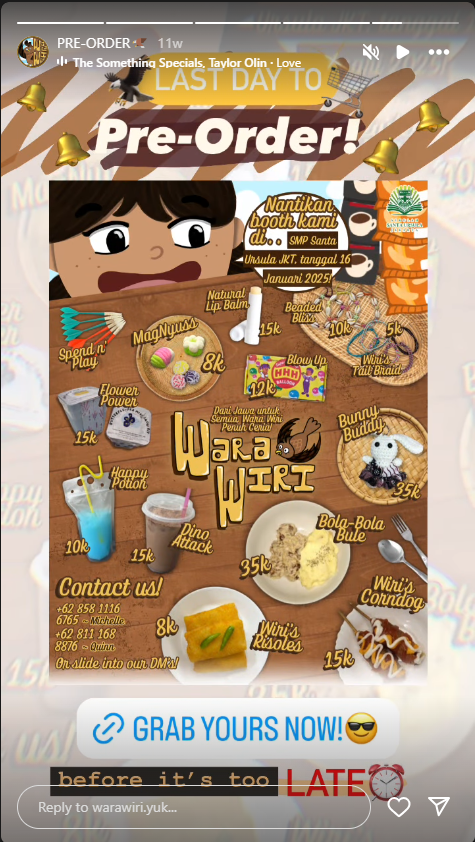 PRE-ORDER 11w
The Something Specials, Taylor Olin • Love
LAST DAY TO
Pre-Order!
Nantikan
booth kami
di.. SMP Santa
Ursula JKT, tanggal 16
Januari 2025!
Natural
Lip Balm
15k
Beaded
Bliss
10k
5k
Wiri's
Tali Braid
Spend n'
Play
MagNyuss
8k
Blow Up
12k
Flower
Power
15k
Dari Jawa untuk
Semua, Wara Wiri
Penuh Ceria!
WARA
WIRI
Bunny
Buddy
35k
Happy
Potion
10k
Dino
Attack
15k
Bola-Bola
Bule
35k
Contact us!
+62 858 1116
6765 ~ Michelle
+62 811 168
8876 ~ Quinn
Or slide into our DM's!
8k
Wiri's
Risoles
Wiri's
Corndog
15k
GRAB YOURS NOW!😎
before it's too LATE
Reply to warawiri.yuk...